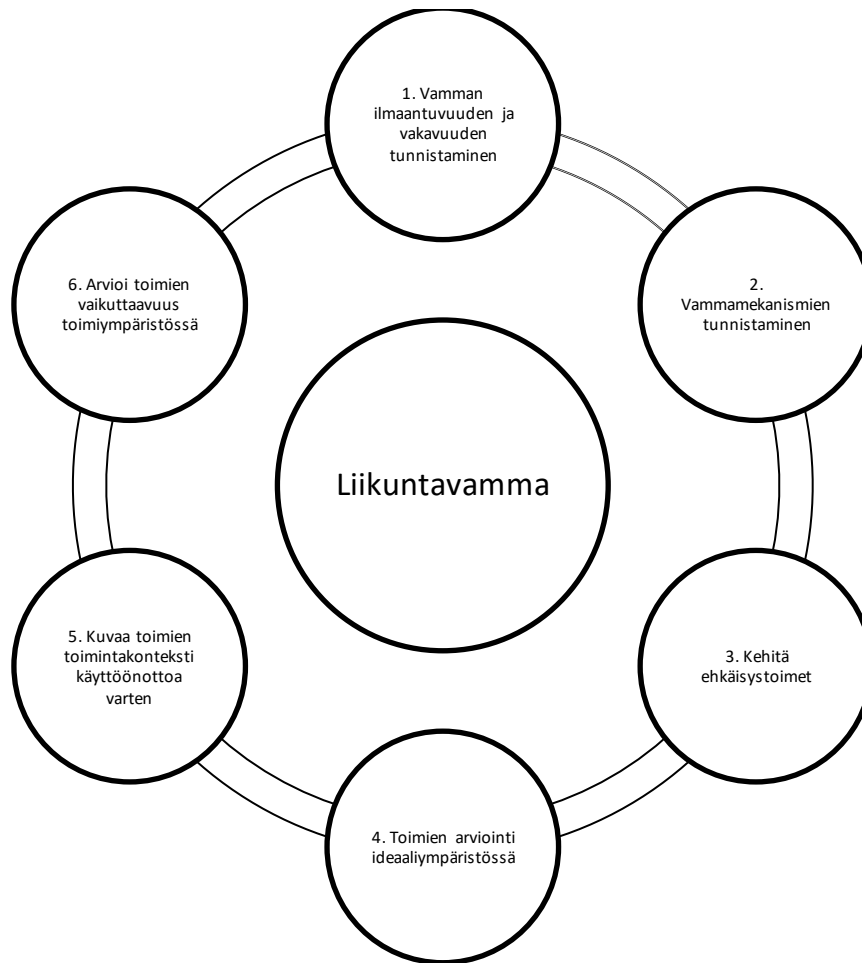 1. Vamman
ilmaantuvuuden ja
vakavuuden
tunnistaminen
2.
Vammamekanismien
tunnistaminen
3. Kehitä
ehkäisystoimet
4. Toimien arviointi
ideaaliympäristössä
5. Kuvaa toimien
toimintakonteksti
käyttöönottoa
varten
6. Arvioi toimien
vaikuttaavuus
toimiympäristössä
Liikuntavamma